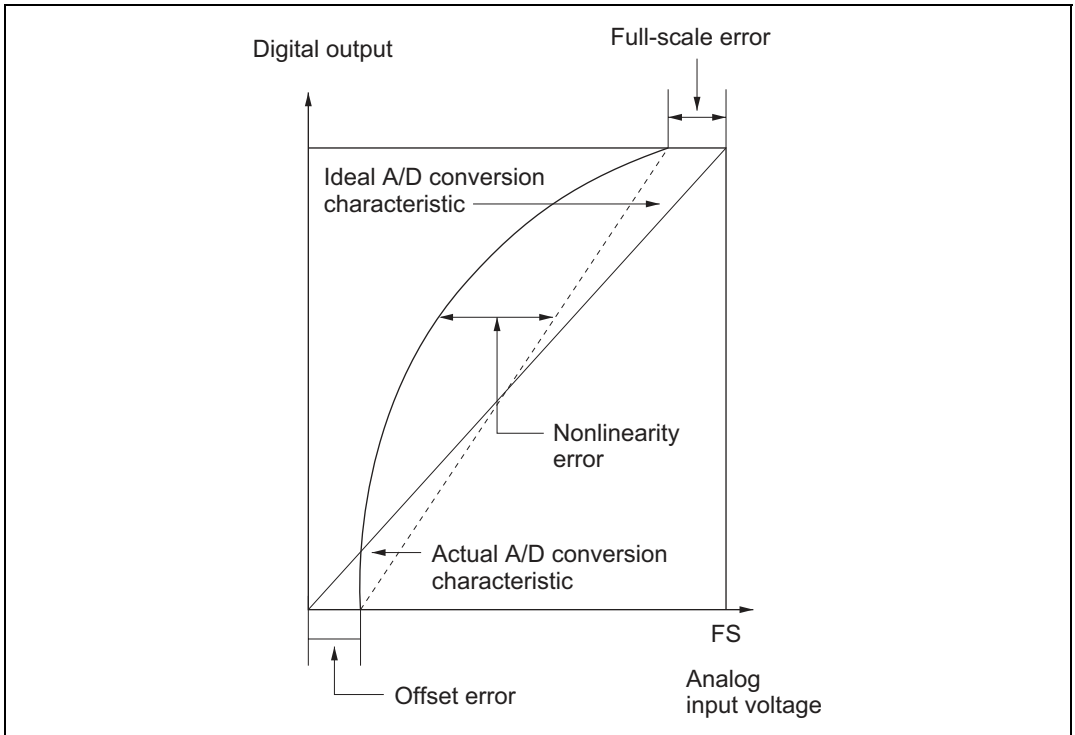 Full-scale error
Digital output
Ideal A/D conversion
characteristic
Nonlinearity
error
Actual A/D conversion
characteristic
FS
Offset error
Analog
input voltage